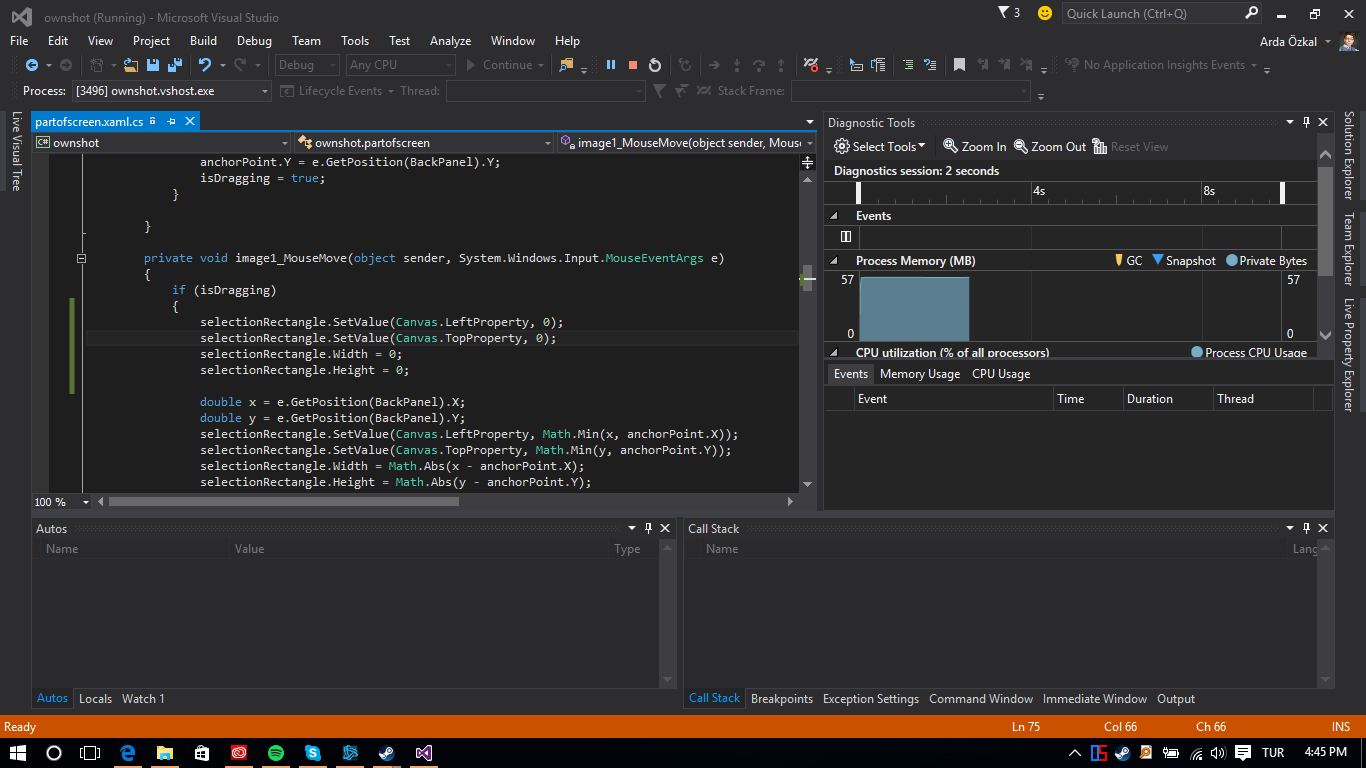 ownshot (Running) - Microsoft Visual Studio
3
Quick Launch (Ctrl+Q)
File Edit View Project Build Debug Team Tools Test Analyze Window Help
Arda Özkal
Debug Any CPU Continue No Application Insights Events
Process: [3496] ownshot.vshost.exe Lifecycle Events Thread: Stack Frame:
Live Visual Tree
partofscreen.xaml.cs
C# ownshot ownshot.partofscreen image1_MouseMove(object sender, Mouse
anchorPoint.Y = e.GetPosition(BackPanel).Y;
isDragging = true;
}
}
private void image1_MouseMove(object sender, System.Windows.Input.MouseEventArgs e)
{
if (isDragging)
{
selectionRectangle.SetValue(Canvas.LeftProperty, 0);
selectionRectangle.SetValue(Canvas.TopProperty, 0);
selectionRectangle.Width = 0;
selectionRectangle.Height = 0;
double x = e.GetPosition(BackPanel).X;
double y = e.GetPosition(BackPanel).Y;
selectionRectangle.SetValue(Canvas.LeftProperty, Math.Min(x, anchorPoint.X));
selectionRectangle.SetValue(Canvas.TopProperty, Math.Min(y, anchorPoint.Y));
selectionRectangle.Width = Math.Abs(x - anchorPoint.X);
selectionRectangle.Height = Math.Abs(y - anchorPoint.Y);
100 %
Diagnostic Tools
Select Tools Zoom In Zoom Out Reset View
Diagnostics session: 2 seconds
4s 8s
Events
Process Memory (MB) GC Snapshot Private Bytes
57 57
0 0
CPU utilization (% of all processors) Process CPU Usage
Events Memory Usage CPU Usage
Event Time Duration Thread
Solution Explorer
Team Explorer
Live Property Explorer
Autos
Name Value Type
Autos Locals Watch 1
Call Stack
Name Lang
Call Stack Breakpoints Exception Settings Command Window Immediate Window Output
Ready Ln 75 Col 66 Ch 66 INS
TUR 4:45 PM